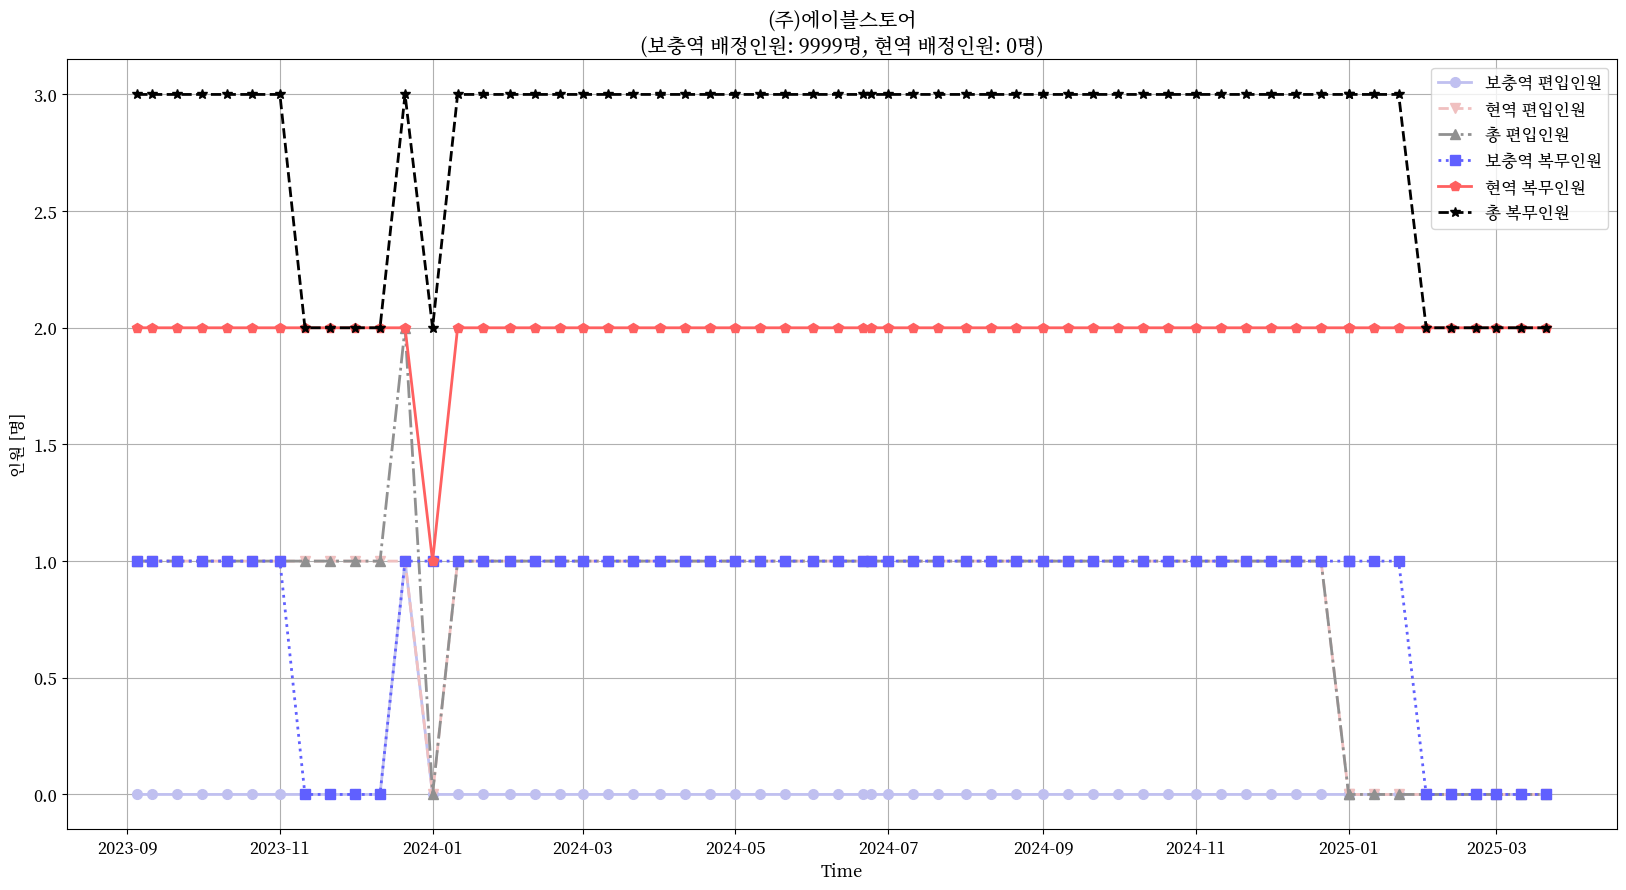 (주)에이블스토어
(보충역 배정인원: 9999명, 현역 배정인원: 0명)
보충역 편입인원
현역 편입인원
총 편입인원
보충역 복무인원
현역 복무인원
총 복무인원
인원 [명]
3.0
2.5
2.0
1.5
1.0
0.5
0.0
2023-09 2023-11 2024-01 2024-03 2024-05 2024-07 2024-09 2024-11 2025-01 2025-03
Time